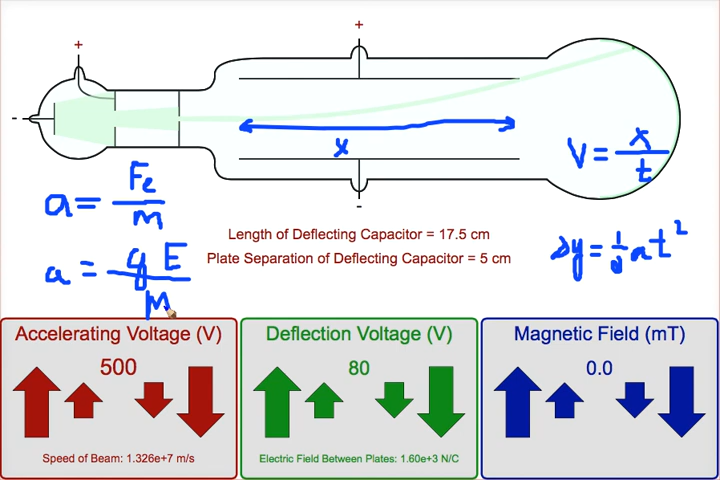 +
+
-
x
V = x/t
a = Fe/m
-
Length of Deflecting Capacitor = 17.5 cm
Plate Separation of Deflecting Capacitor = 5 cm
Δy = 1/2 at²
a = qE/m
Accelerating Voltage (V)
500
Speed of Beam: 1.326e+7 m/s
Deflection Voltage (V)
80
Electric Field Between Plates: 1.60e+3 N/C
Magnetic Field (mT)
0.0